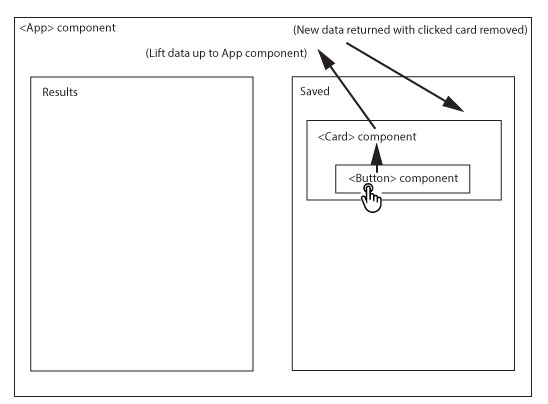 <App> component
(New data returned with clicked card removed)
(Lift data up to App component)
Results
Saved
<Card> component
<Button> component